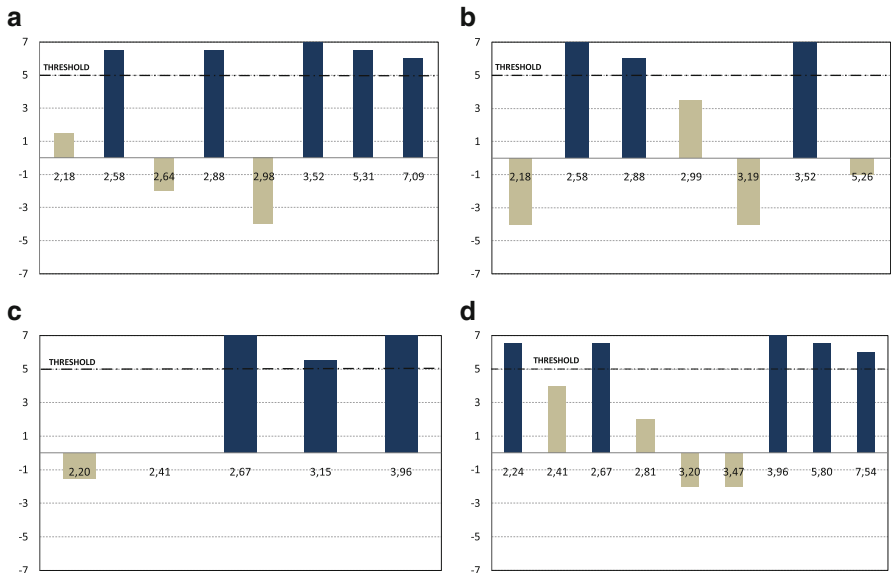 a
7
5
3
1
-1
-3
-5
-7
THRESHOLD
2,18 2,58 2,64 2,88 2,98 3,52 5,31 7,09
b
7
5
3
1
-1
-3
-5
-7
THRESHOLD
2,18 2,58 2,88 2,99 3,19 3,52 5,26
c
7
5
3
1
-1
-3
-5
-7
THRESHOLD
2,20 2,41 2,67 3,15 3,96
d
7
5
3
1
-1
-3
-5
-7
THRESHOLD
2,24 2,41 2,67 2,81 3,20 3,47 3,96 5,80 7,54